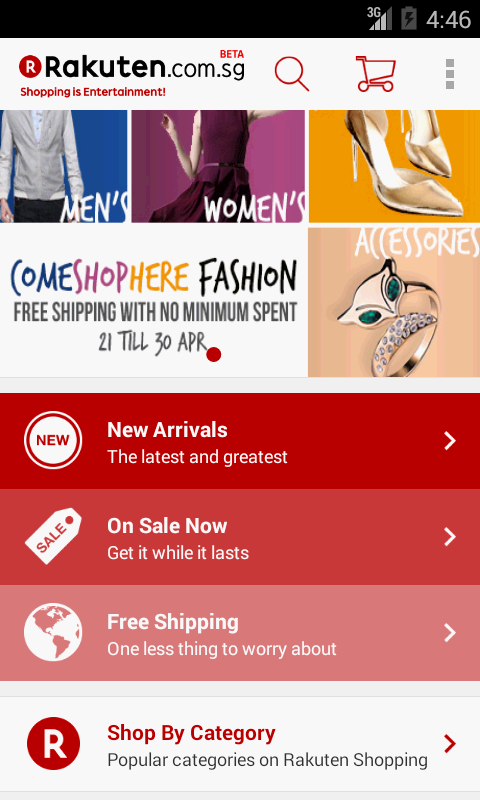 3G
4:46
BETA
R Rakuten.com.sg
Shopping is Entertainment!
MEN'S
WOMEN'S
ACCESSORIES
COMESHOPHERE FASHION
FREE SHIPPING WITH NO MINIMUM SPENT
21 TILL 30 APR.
NEW
New Arrivals
The latest and greatest
SALE
On Sale Now
Get it while it lasts
Free Shipping
One less thing to worry about
R
Shop By Category
Popular categories on Rakuten Shopping